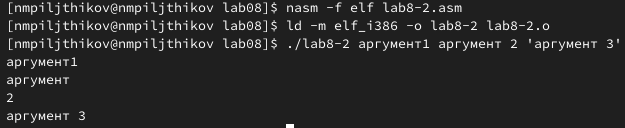 [nmpiljthikov@nmpiljthikov lab08]$ nasm -f elf lab8-2.asm
[nmpiljthikov@nmpiljthikov lab08]$ ld -m elf_i386 -o lab8-2 lab8-2.o
[nmpiljthikov@nmpiljthikov lab08]$ ./lab8-2 аргумент1 аргумент 2 'аргумент 3'
аргумент1
аргумент
2
аргумент 3